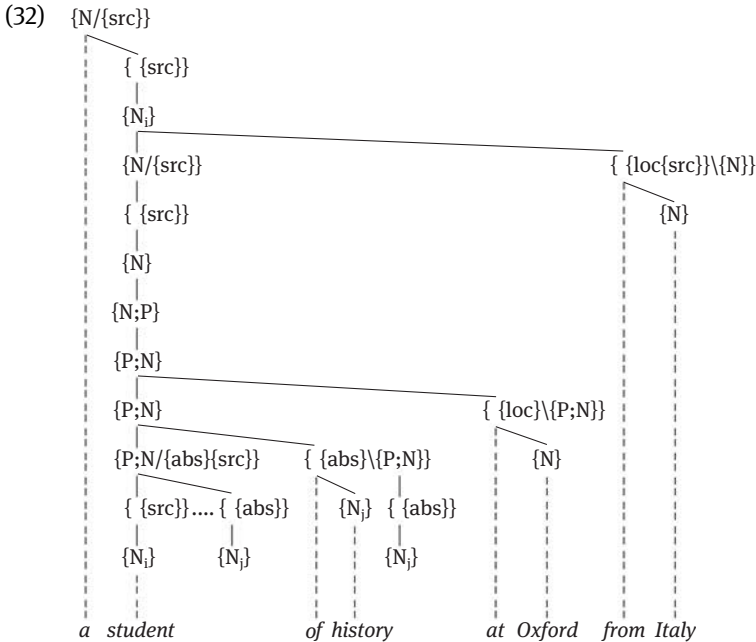 (32) {N/{src}}
{ {src}}
{Nᵢ}
{N/{src}} { {loc{src}}\{N}}
{ {src}} {N}
{N}
{N;P}
{P;N}
{P;N} { {loc}\{P;N}}
{P;N/{abs}{src}} { {abs}\{P;N}} {N}
{ {src}}....{ {abs}} {Nⱼ} { {abs}}
{Nᵢ} {Nⱼ} {Nⱼ}
a student of history at Oxford from Italy